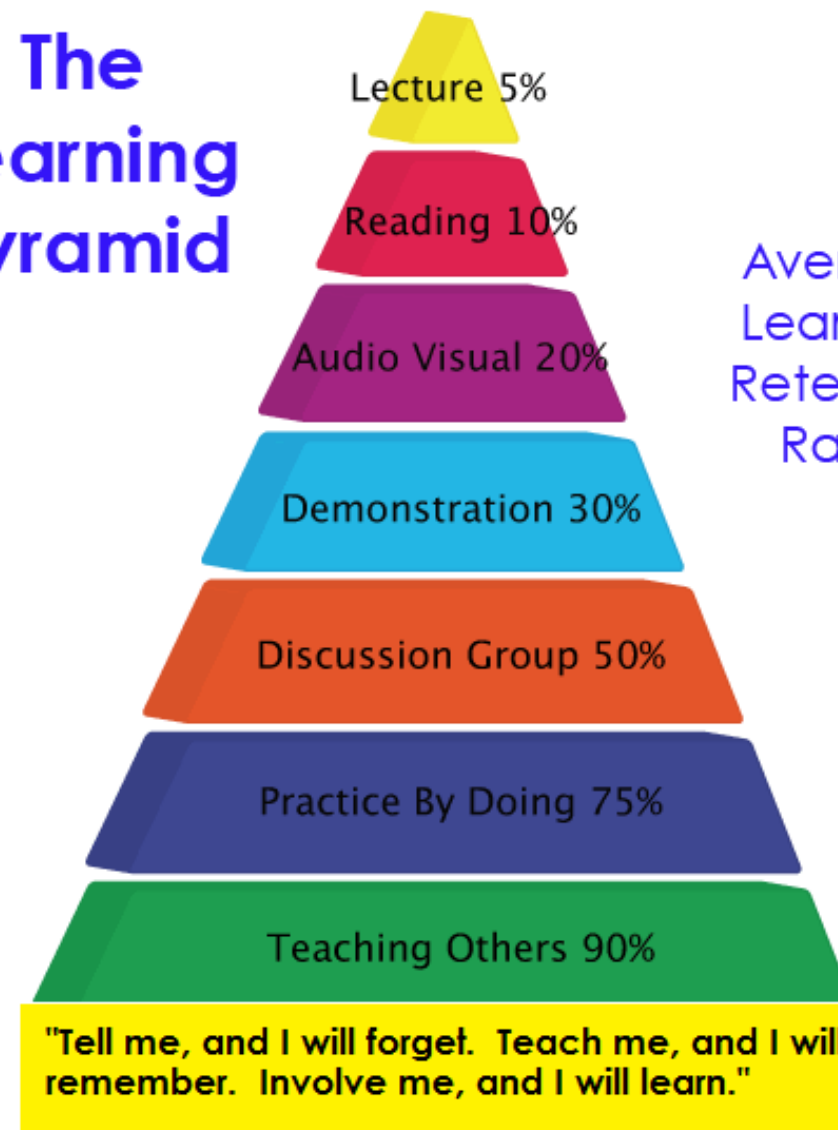 The
earning
yramid
Lecture 5%
Reading 10%
Ave
Lear
Rete
Ra
Audio Visual 20%
Demonstration 30%
Discussion Group 50%
Practice By Doing 75%
Teaching Others 90%
"Tell me, and I will forget.  Teach me, and I will
remember.  Involve me, and I will learn."